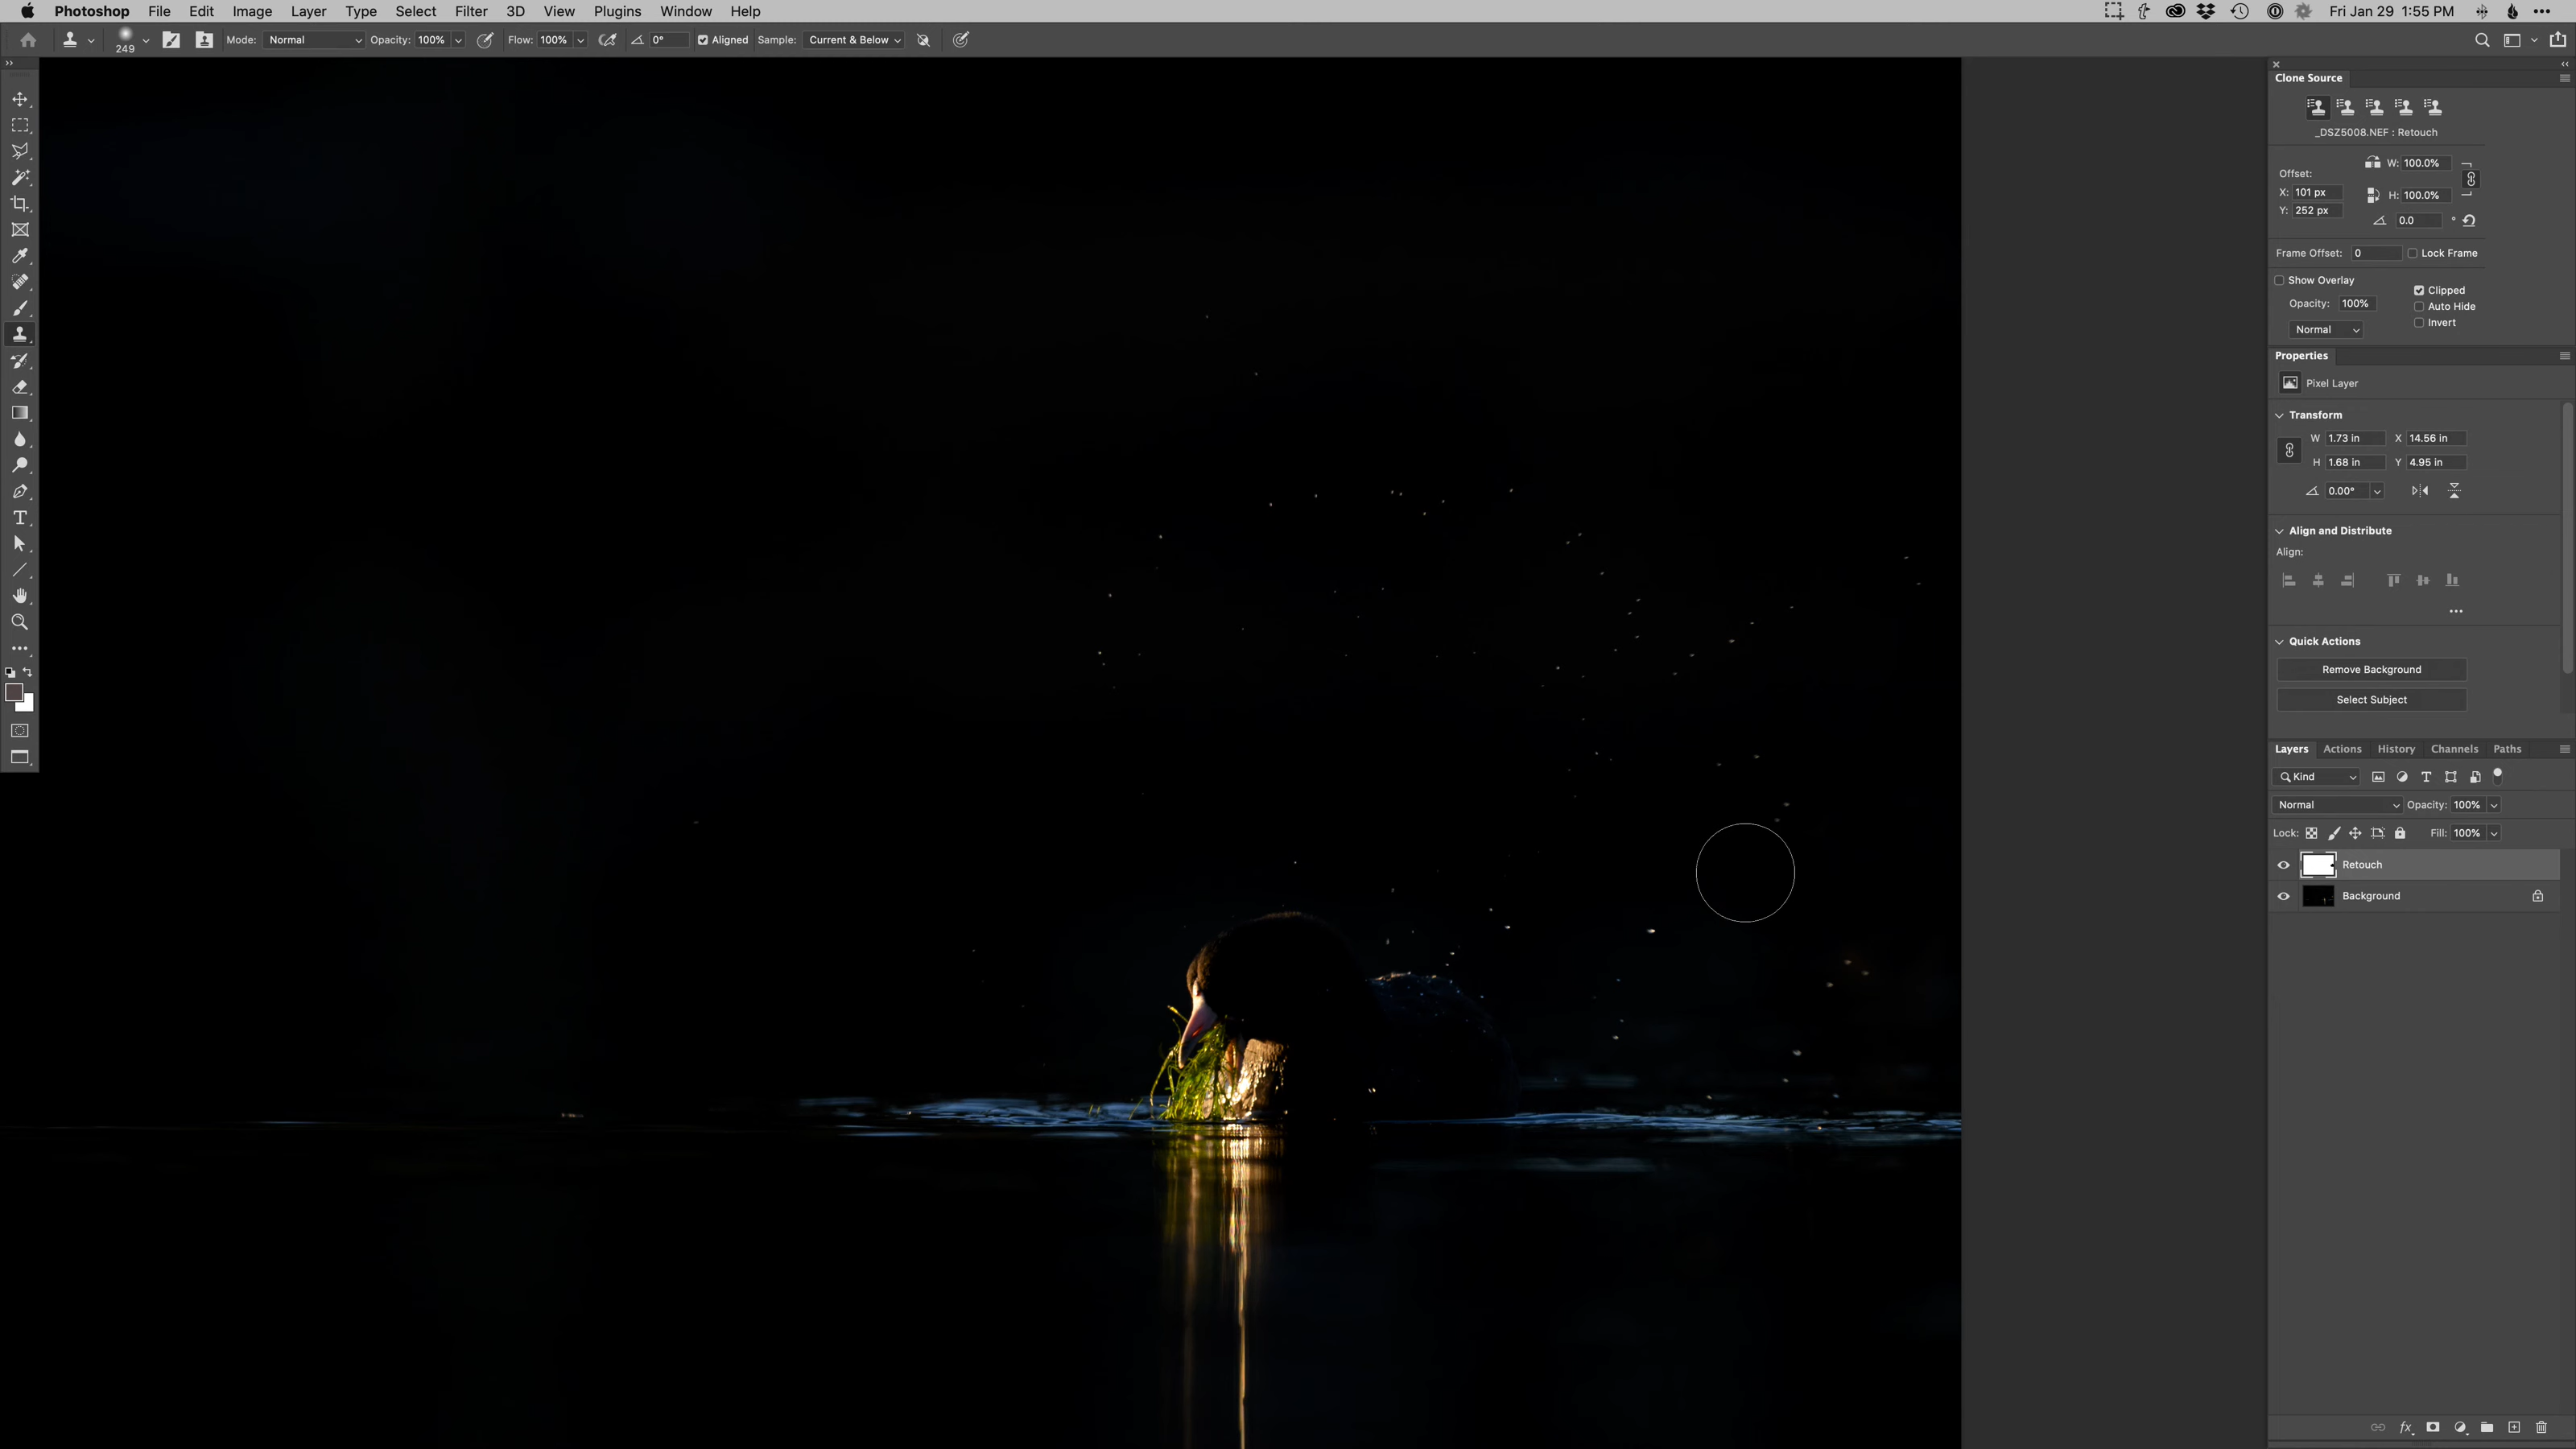 Photoshop File Edit Image Layer Type Select Filter 3D View Plugins Window Help Fri Jan 29 1:55 PM
249 Mode: Normal Opacity: 100% Flow: 100% 0° Aligned Sample: Current & Below
Clone Source
_DSZ5008.NEF : Retouch
W: 100.0%
Offset:
X: 101 px
H: 100.0%
Y: 252 px
0.0 °
Frame Offset: 0 Lock Frame
Show Overlay
Clipped
Opacity: 100%
Auto Hide
Invert
Normal
Properties
Pixel Layer
Transform
W 1.73 in X 14.56 in
H 1.68 in Y 4.95 in
0.00°
Align and Distribute
Align:
Quick Actions
Remove Background
Select Subject
Layers Actions History Channels Paths
Kind
Normal Opacity: 100%
Lock: Fill: 100%
Retouch
Background
fx